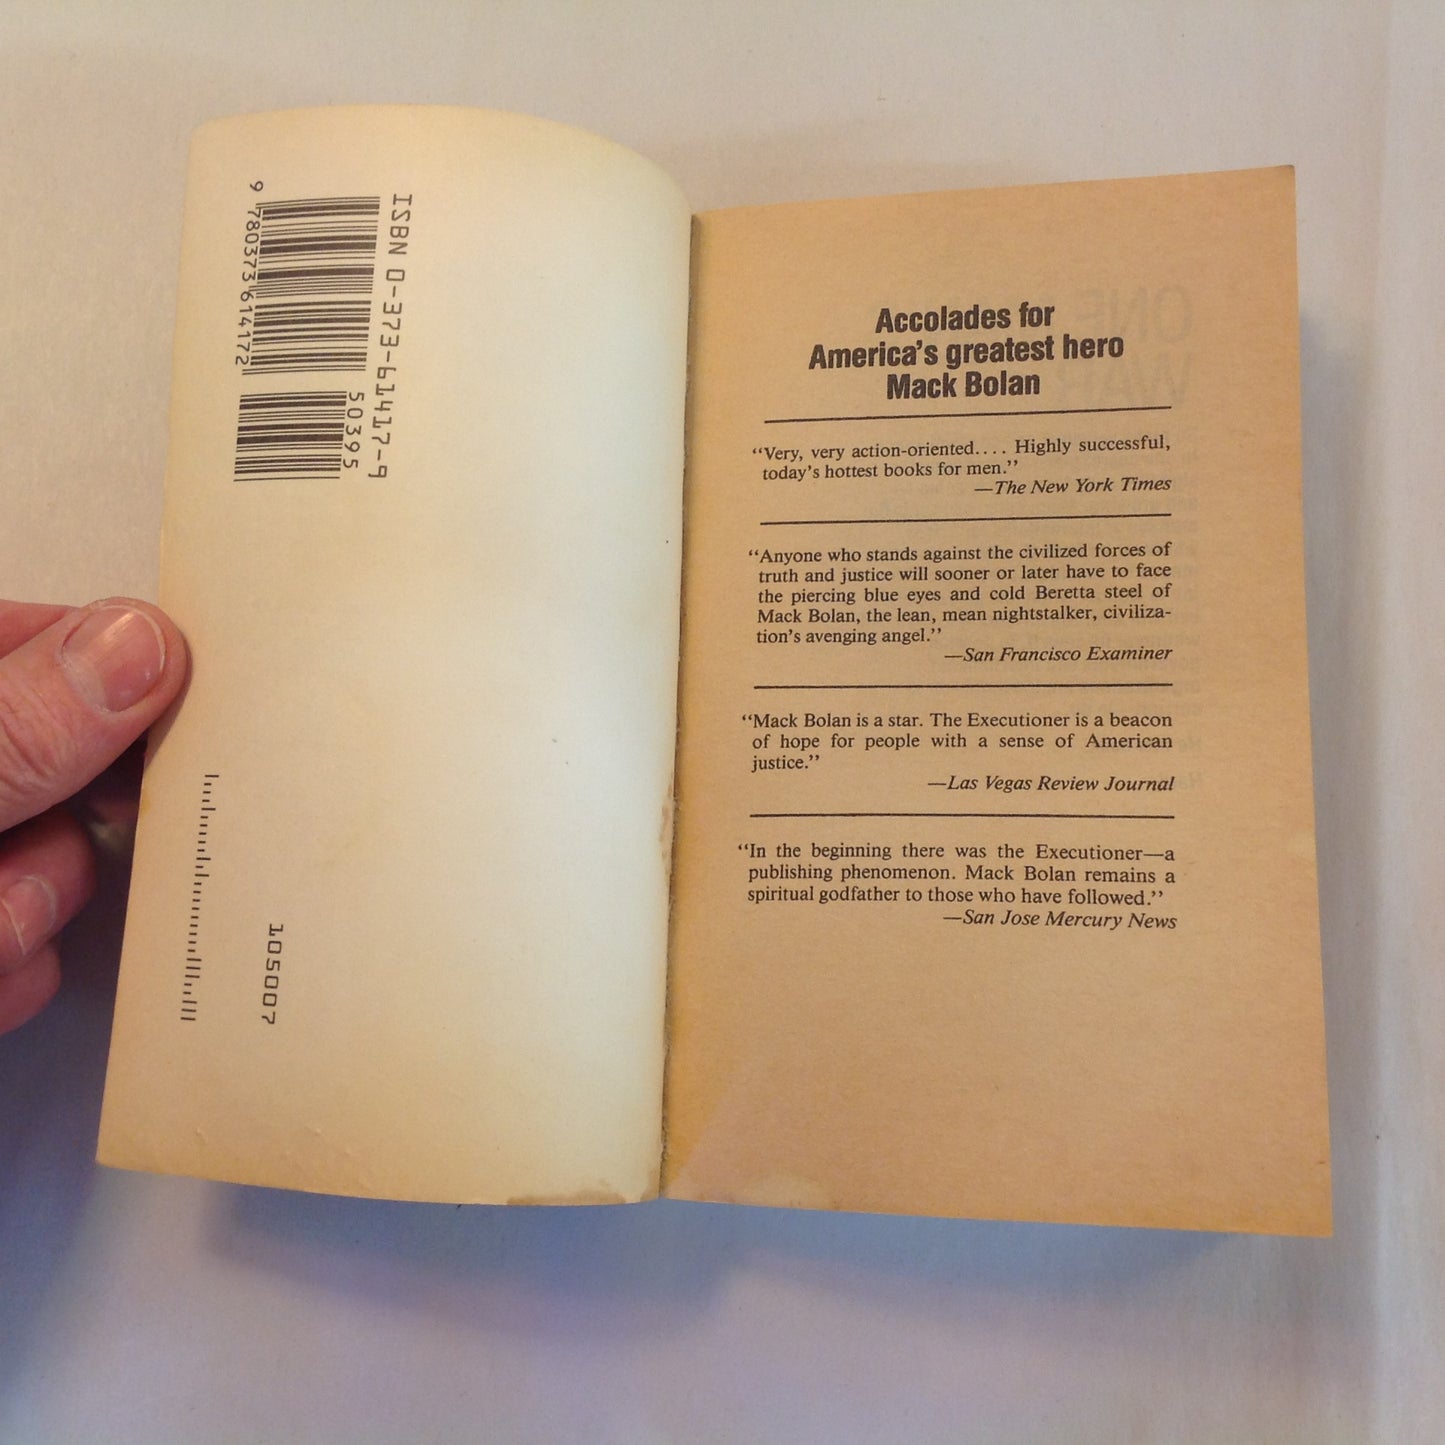 ISBN 0-373-61417-9
9 780373 614172
50395
105007
Accolades for
America's greatest hero
Mack Bolan
“Very, very action-oriented.... Highly successful,
today's hottest books for men.”
—The New York Times
“Anyone who stands against the civilized forces of
truth and justice will sooner or later have to face
the piercing blue eyes and cold Beretta steel of
Mack Bolan, the lean, mean nightstalker, civiliza-
tion's avenging angel.”
—San Francisco Examiner
“Mack Bolan is a star. The Executioner is a beacon
of hope for people with a sense of American
justice.”
—Las Vegas Review Journal
“In the beginning there was the Executioner—a
publishing phenomenon. Mack Bolan remains a
spiritual godfather to those who have followed.”
—San Jose Mercury News